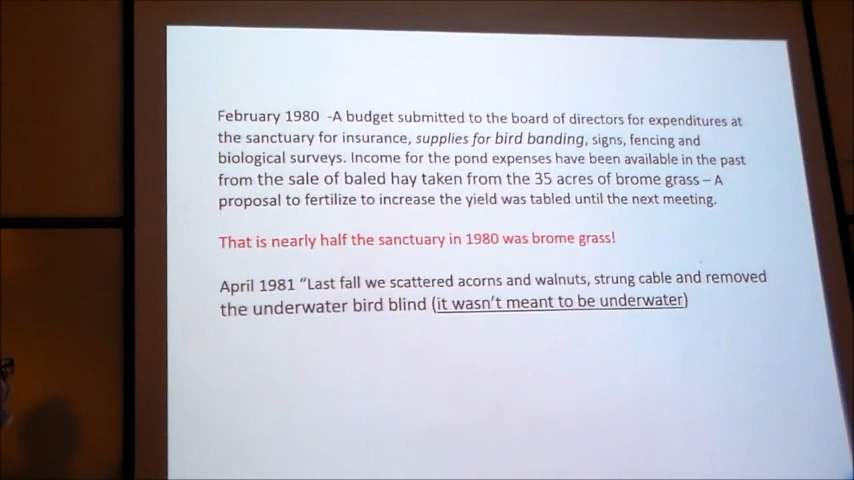 February 1980 -A budget submitted to the board of directors for expenditures at
the sanctuary for insurance, supplies for bird banding, signs, fencing and
biological surveys. Income for the pond expenses have been available in the past
from the sale of baled hay taken from the 35 acres of brome grass – A
proposal to fertilize to increase the yield was tabled until the next meeting.
That is nearly half the sanctuary in 1980 was brome grass!
April 1981 “Last fall we scattered acorns and walnuts, strung cable and removed
the underwater bird blind (it wasn’t meant to be underwater)